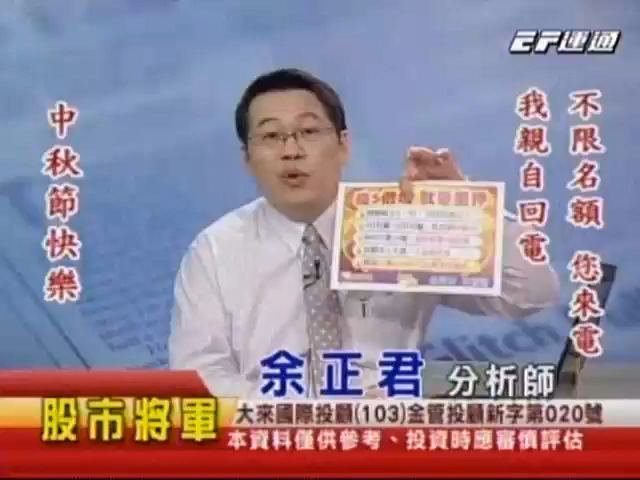 運通
中秋節快樂
不限名額 您來電
我親自回電
余正君 分析師
股市將軍
大來國際投顧(103)金管投顧新字第020號
本資料僅供參考、投資時應審慎評估